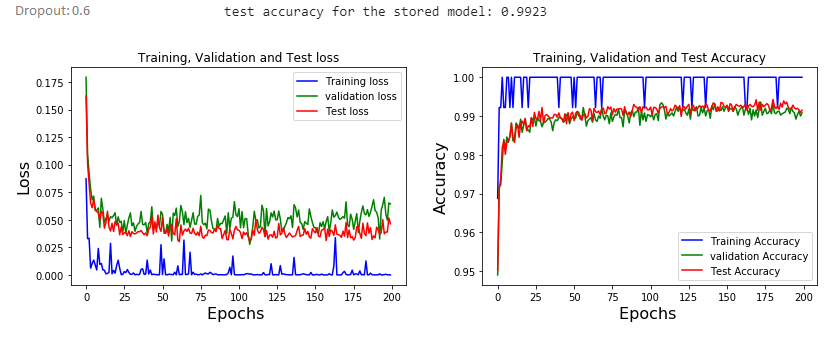 Dropout: 0.6
test accuracy for the stored model: 0.9923
Training, Validation and Test loss
0.175
0.150
0.125
0.100
0.075
0.050
0.025
0.000
Loss
Training loss
validation loss
Test loss
0 25 50 75 100 125 150 175 200
Epochs
Training, Validation and Test Accuracy
1.00
0.99
0.98
0.97
0.96
0.95
Accuracy
Training Accuracy
validation Accuracy
Test Accuracy
0 25 50 75 100 125 150 175 200
Epochs